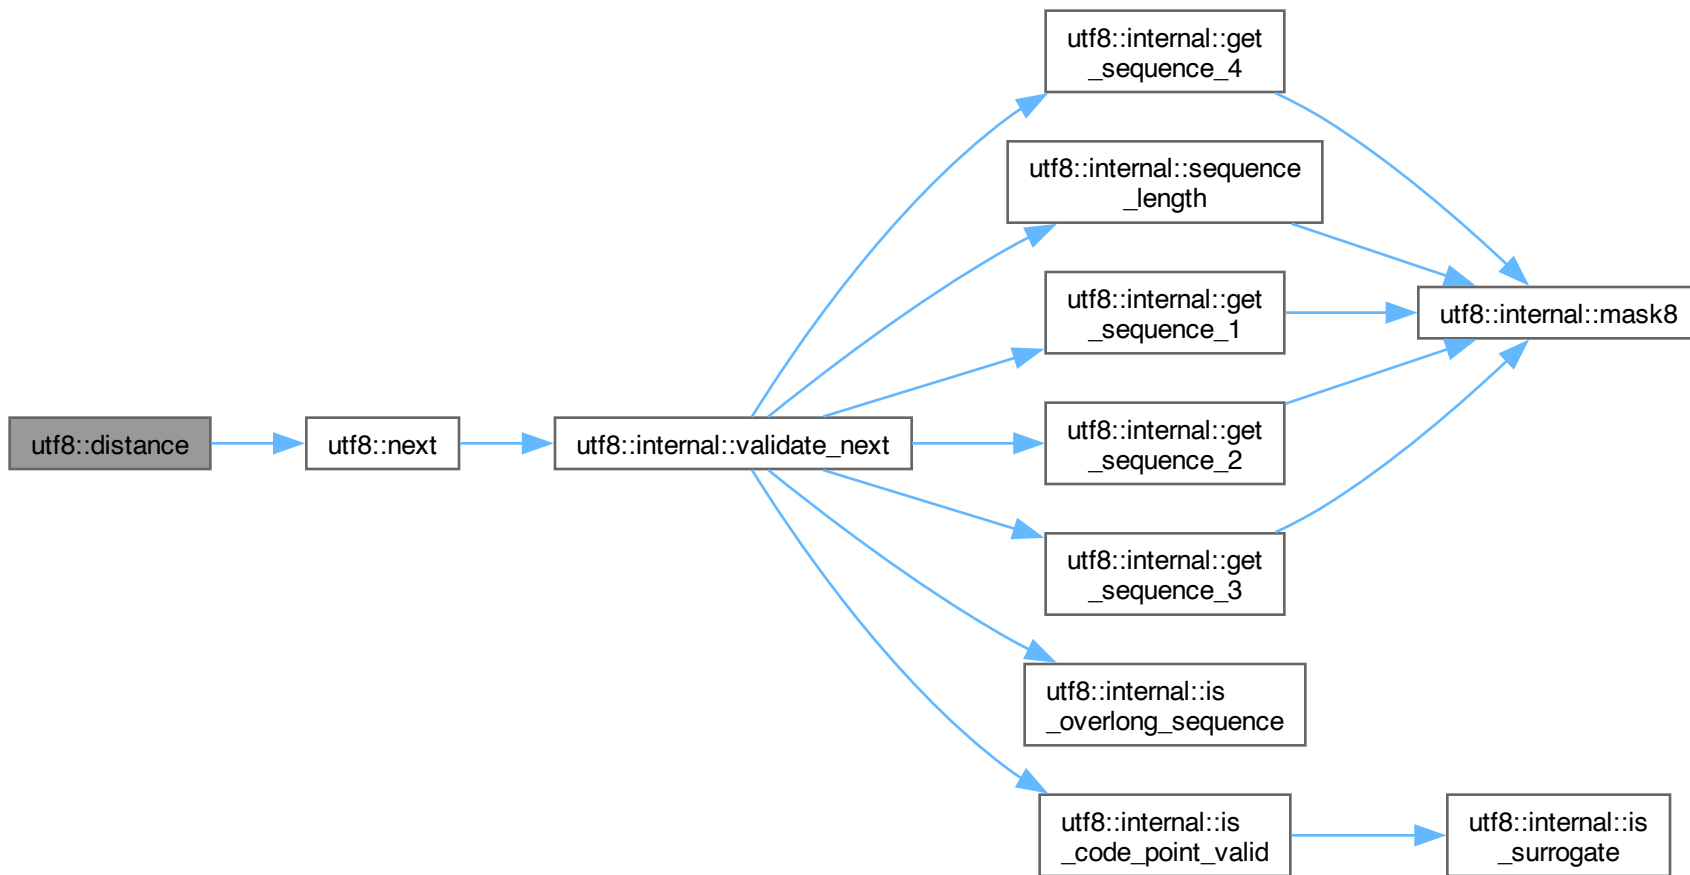 utf8::internal::get
_sequence_4
utf8::internal::sequence
_length
utf8::internal::get
_sequence_1
utf8::internal::mask8
utf8::distance
utf8::next
utf8::internal::validate_next
utf8::internal::get
_sequence_2
utf8::internal::get
_sequence_3
utf8::internal::is
_overlong_sequence
utf8::internal::is
_code_point_valid
utf8::internal::is
_surrogate